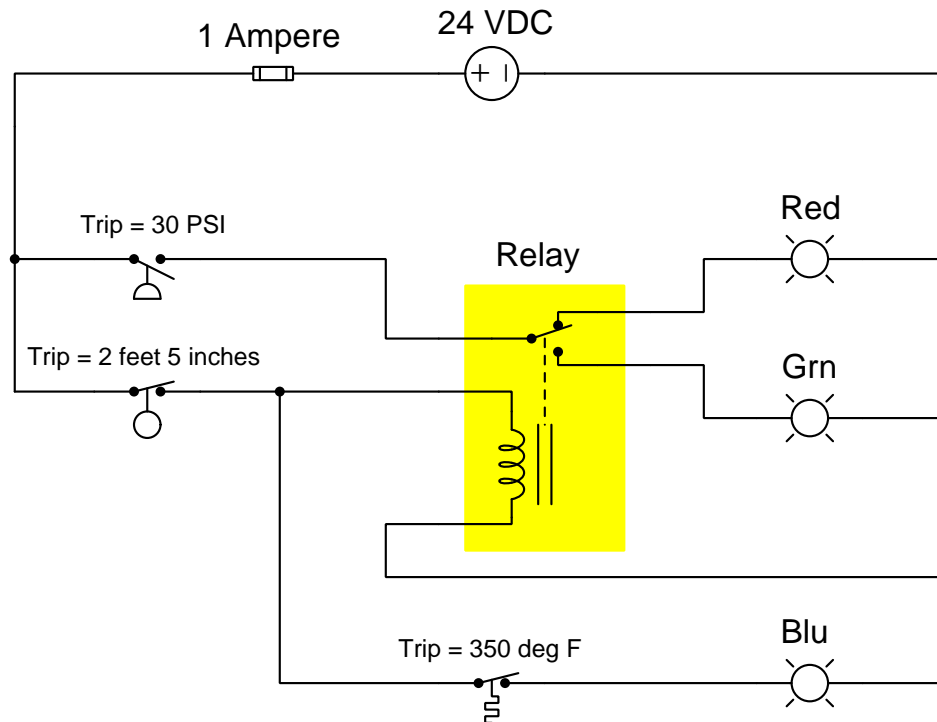 1 Ampere
24 VDC
Trip = 30 PSI
Red
Relay
Trip = 2 feet 5 inches
Grn
Trip = 350 deg F
Blu